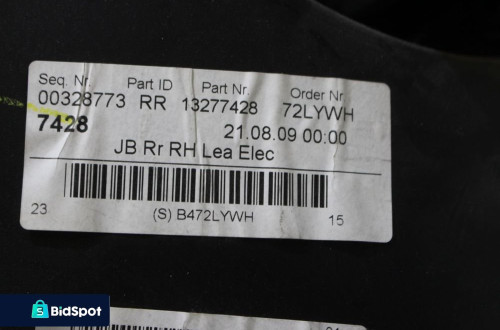 Seq. Nr. Part ID Part Nr. Order Nr.
00328773 RR 13277428 72LYWH
7428 21.08.09 00:00
JB Rr RH Lea Elec
23 (S) B472LYWH 15
BidSpot